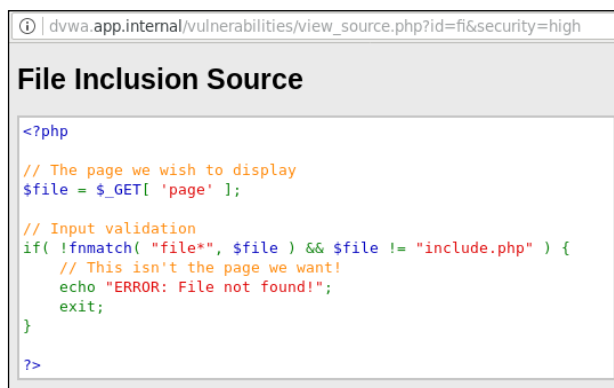 dvwa.app.internal/vulnerabilities/view_source.php?id=fi&security=high
File Inclusion Source
<?php
// The page we wish to display
$file = $_GET[ 'page' ];
// Input validation
if( !fnmatch( "file*", $file ) && $file != "include.php" ) {
    // This isn't the page we want!
    echo "ERROR: File not found!";
    exit;
}
?>